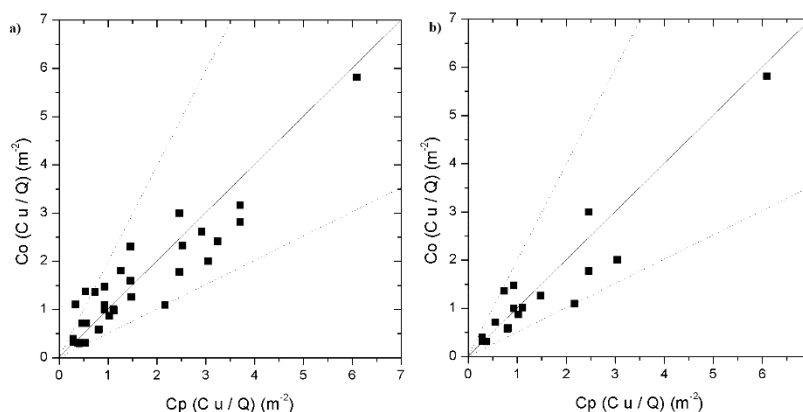 a)
7
6
5
4
3
2
1
0
0 1 2 3 4 5 6 7
Co (C u / Q) (m⁻²)
Cp (C u / Q) (m⁻²)
b)
7
6
5
4
3
2
1
0
0 1 2 3 4 5 6
Co (C u / Q) (m⁻²)
Cp (C u / Q) (m⁻²)